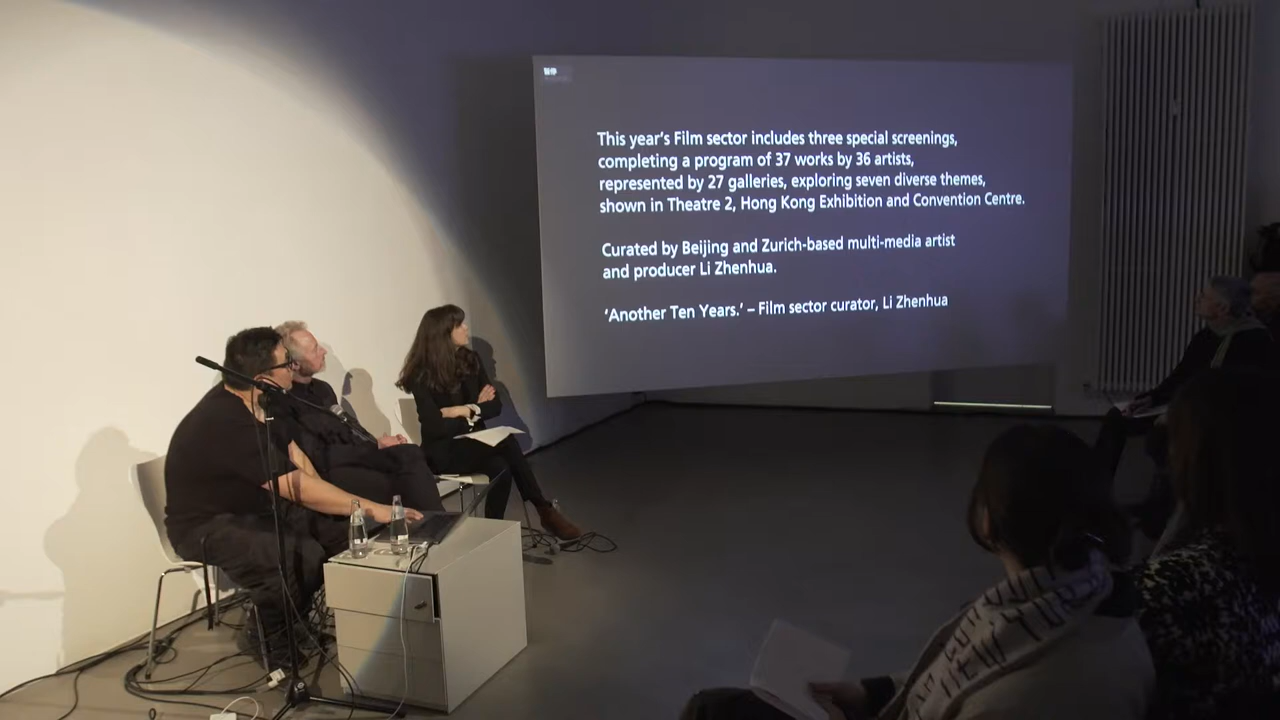 This year's Film sector includes three special screenings,
completing a program of 37 works by 36 artists,
represented by 27 galleries, exploring seven diverse themes,
shown in Theatre 2, Hong Kong Exhibition and Convention Centre.
Curated by Beijing and Zurich-based multi-media artist
and producer Li Zhenhua.
‘Another Ten Years.’ – Film sector curator, Li Zhenhua